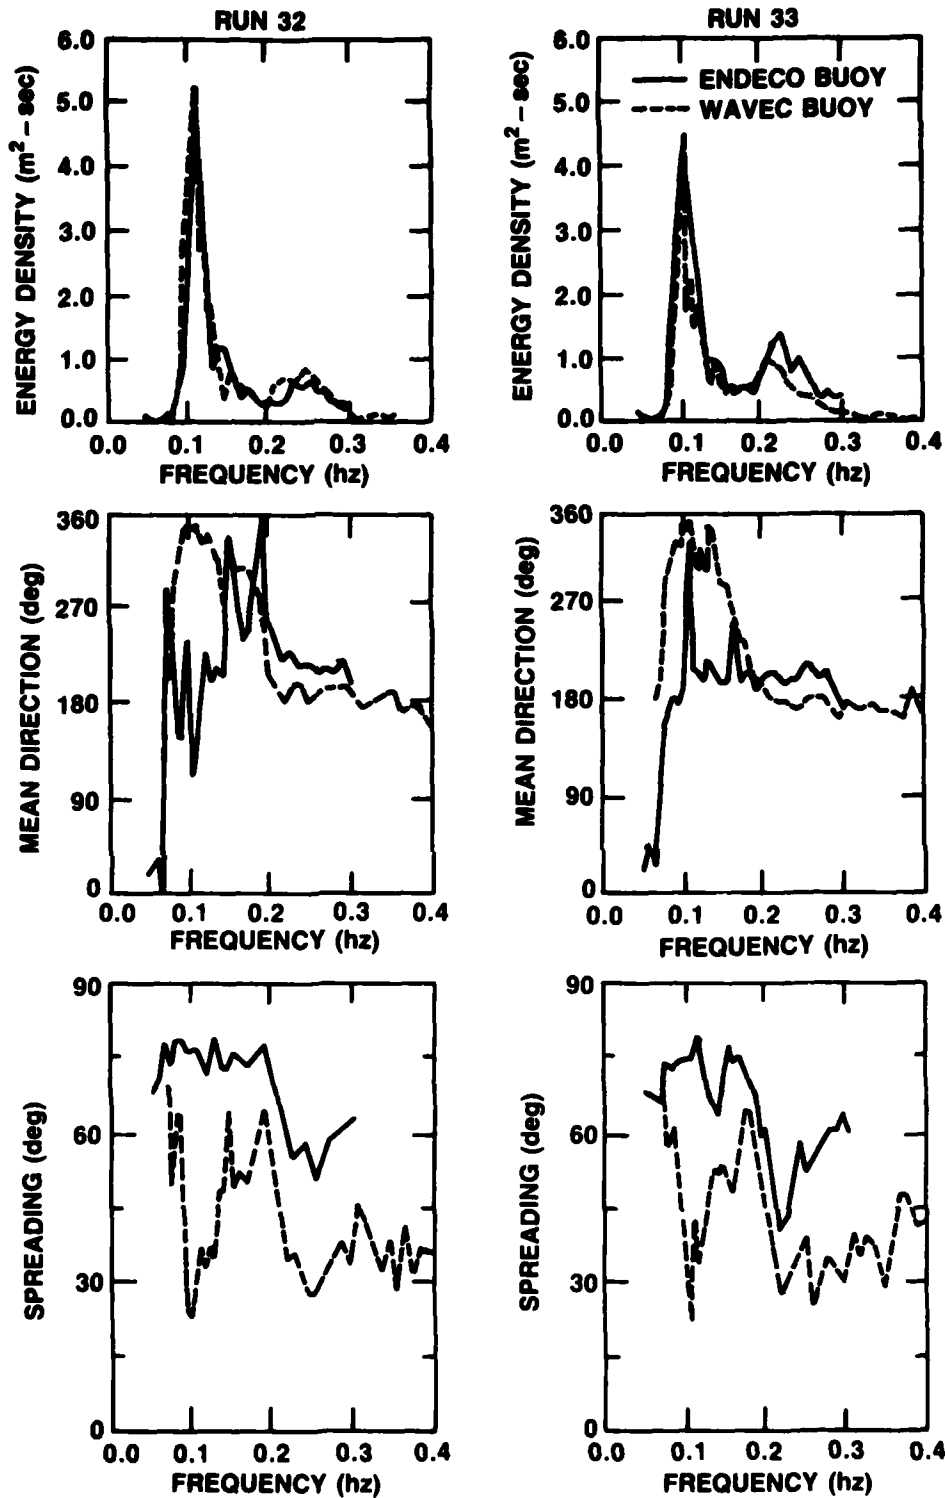 RUN 32
6.0
5.0
4.0
3.0
2.0
1.0
0.0
ENERGY DENSITY (m² – sec)
0.0 0.1 0.2 0.3 0.4
FREQUENCY (hz)
RUN 33
6.0
5.0
4.0
3.0
2.0
1.0
0.0
ENERGY DENSITY (m² – sec)
ENDECO BUOY
WAVEC BUOY
0.0 0.1 0.2 0.3 0.4
FREQUENCY (hz)
360
270
180
90
0
MEAN DIRECTION (deg)
0.0 0.1 0.2 0.3 0.4
FREQUENCY (hz)
360
270
180
90
0
MEAN DIRECTION (deg)
0.0 0.1 0.2 0.3 0.4
FREQUENCY (hz)
90
60
30
0
SPREADING (deg)
0.0 0.1 0.2 0.3 0.4
FREQUENCY (hz)
90
60
30
0
SPREADING (deg)
0.0 0.1 0.2 0.3 0.4
FREQUENCY (hz)